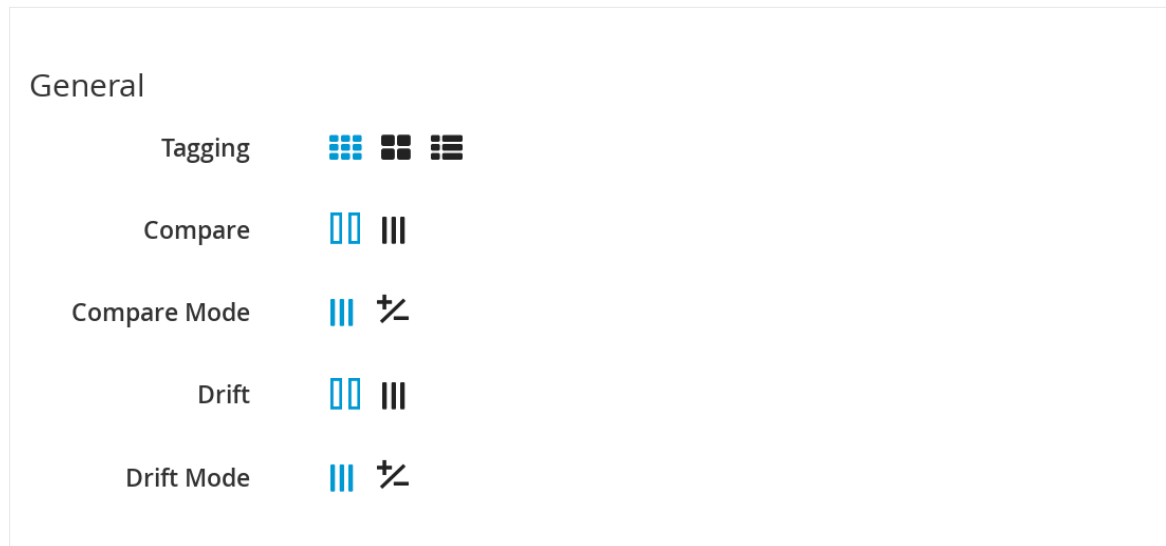 General
Tagging
Compare
Compare Mode
Drift
Drift Mode